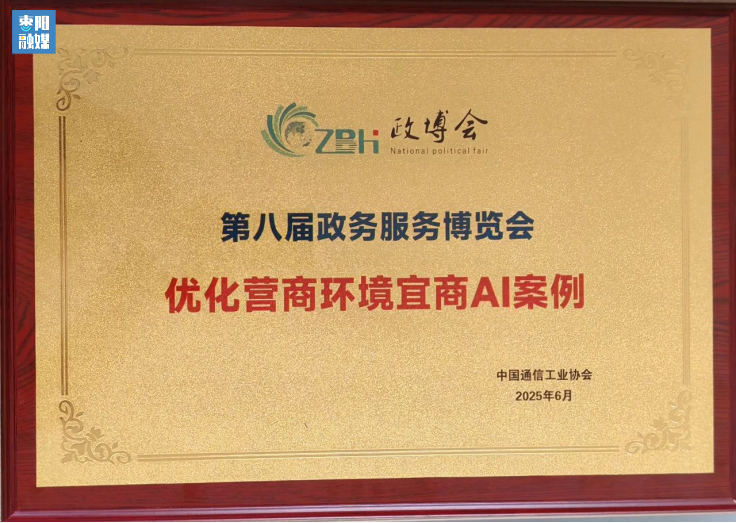 東阳
融媒
ZBH 政博会
National political fair
第八届政务服务博览会
优化营商环境宜商AI案例
中国通信工业协会
2025年6月